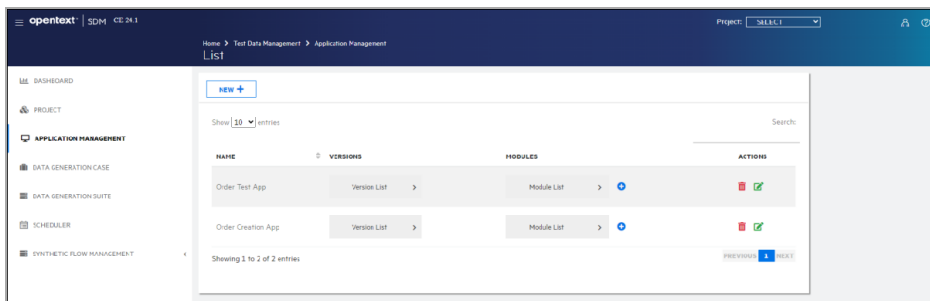 opentext™ | SDM CE 24.1
Project: SELECT
Home > Test Data Management > Application Management
List
DASHBOARD
PROJECT
APPLICATION MANAGEMENT
DATA GENERATION CASE
DATA GENERATION SUITE
SCHEDULER
SYNTHETIC FLOW MANAGEMENT
NEW +
Show 10 entries
Search:
NAME VERSIONS MODULES ACTIONS
Order Test App Version List > Module List >
Order Creation App Version List > Module List >
Showing 1 to 2 of 2 entries
PREVIOUS 1 NEXT